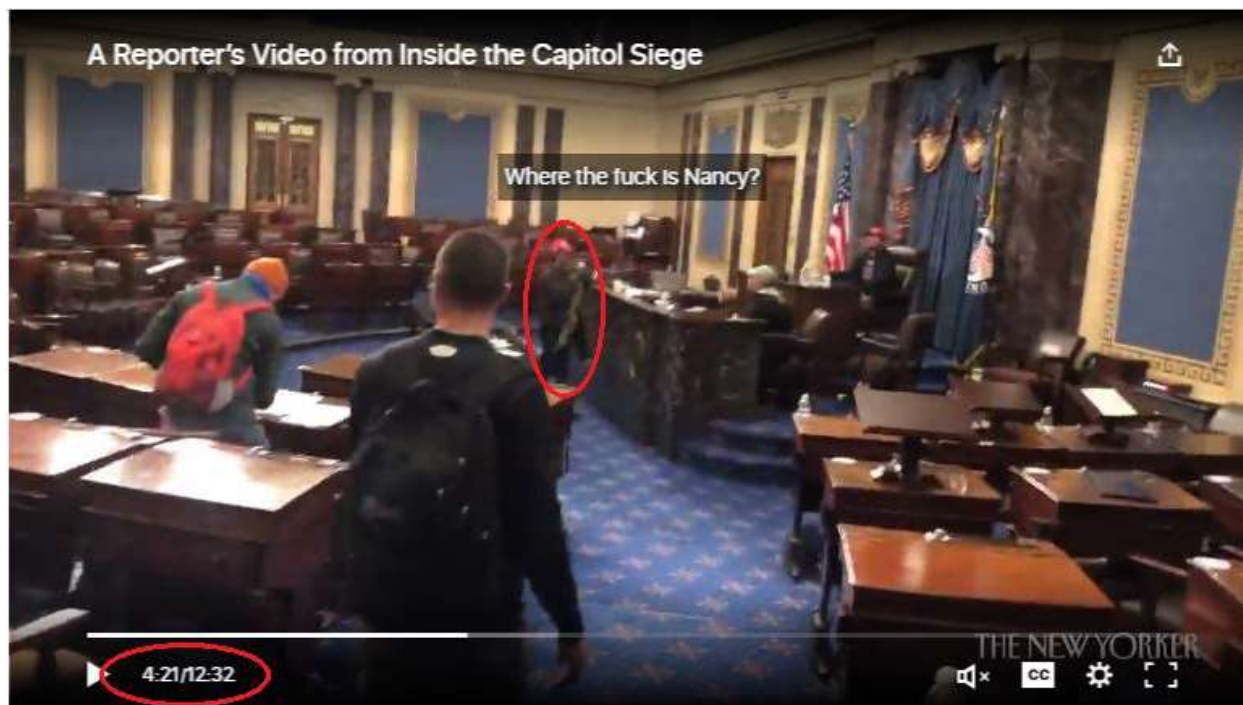 A Reporter's Video from Inside the Capitol Siege
Where the fuck is Nancy?
THE NEW YORKER
4:21/12:32
CC